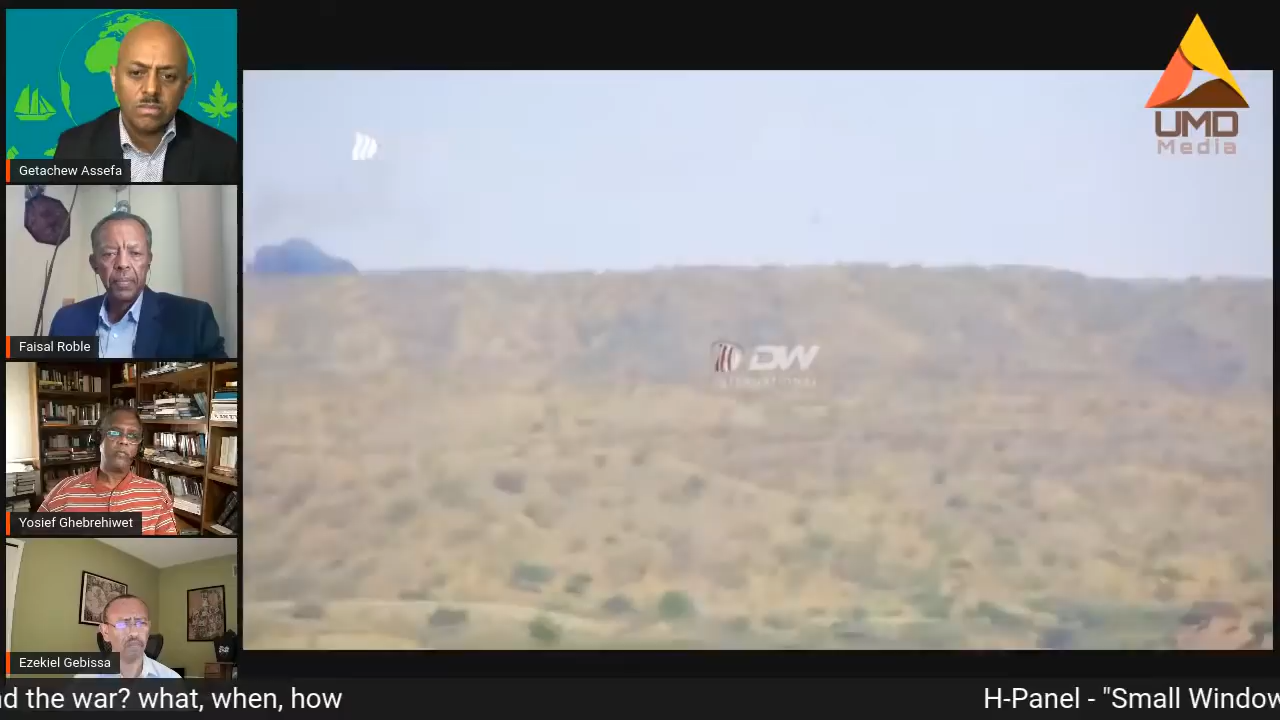 Getachew Assefa
Faisal Roble
Yosief Ghebrehiwet
Ezekiel Gebissa
UMD
Media
DW
nd the war? what, when, how
H-Panel - "Small Window